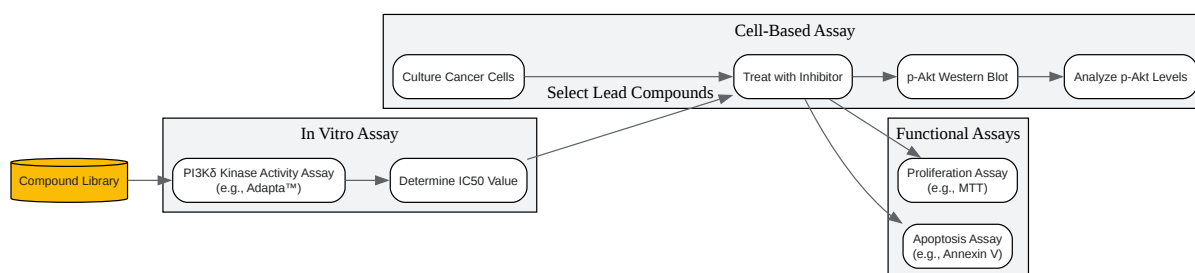 Cell-Based Assay
Culture Cancer Cells
Treat with Inhibitor
p-Akt Western Blot
Analyze p-Akt Levels
Select Lead Compounds
In Vitro Assay
Functional Assays
Compound Library
PI3Kδ Kinase Activity Assay
(e.g., Adapta™)
Determine IC50 Value
Proliferation Assay
(e.g., MTT)
Apoptosis Assay
(e.g., Annexin V)